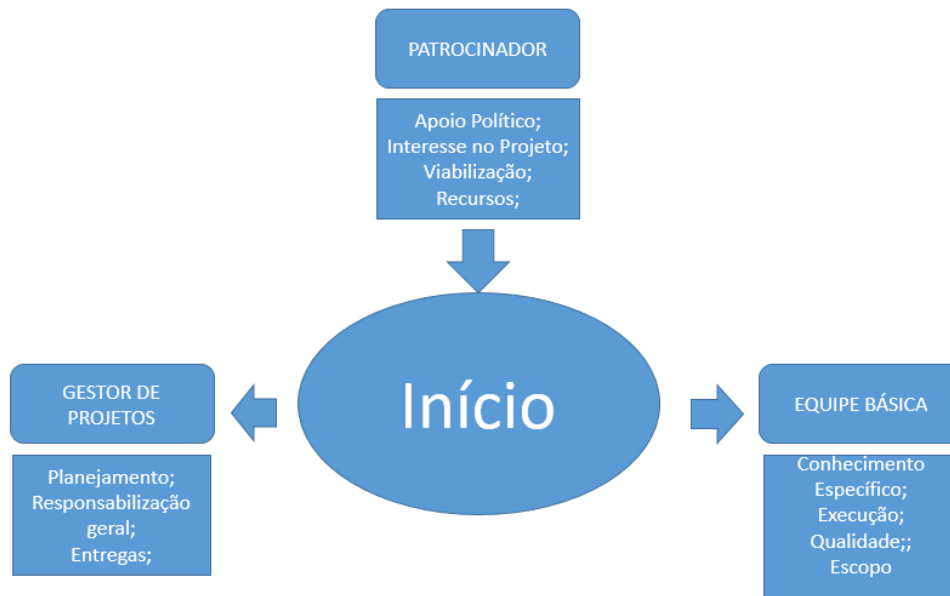 PATROCINADOR
Apoio Político;
Interesse no Projeto;
Viabilização;
Recursos;
Início
GESTOR DE
PROJETOS
Planejamento;
Responsabilização
geral;
Entregas;
EQUIPE BÁSICA
Conhecimento
Específico;
Execução;
Qualidade;;
Escopo